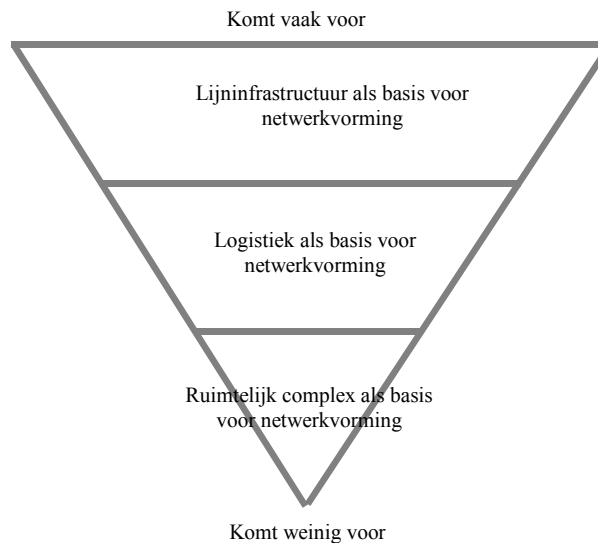 Komt vaak voor
Lijninfrastructuur als basis voor
netwerkvorming
Logistiek als basis voor
netwerkvorming
Ruimtelijk complex als basis
voor netwerkvorming
Komt weinig voor